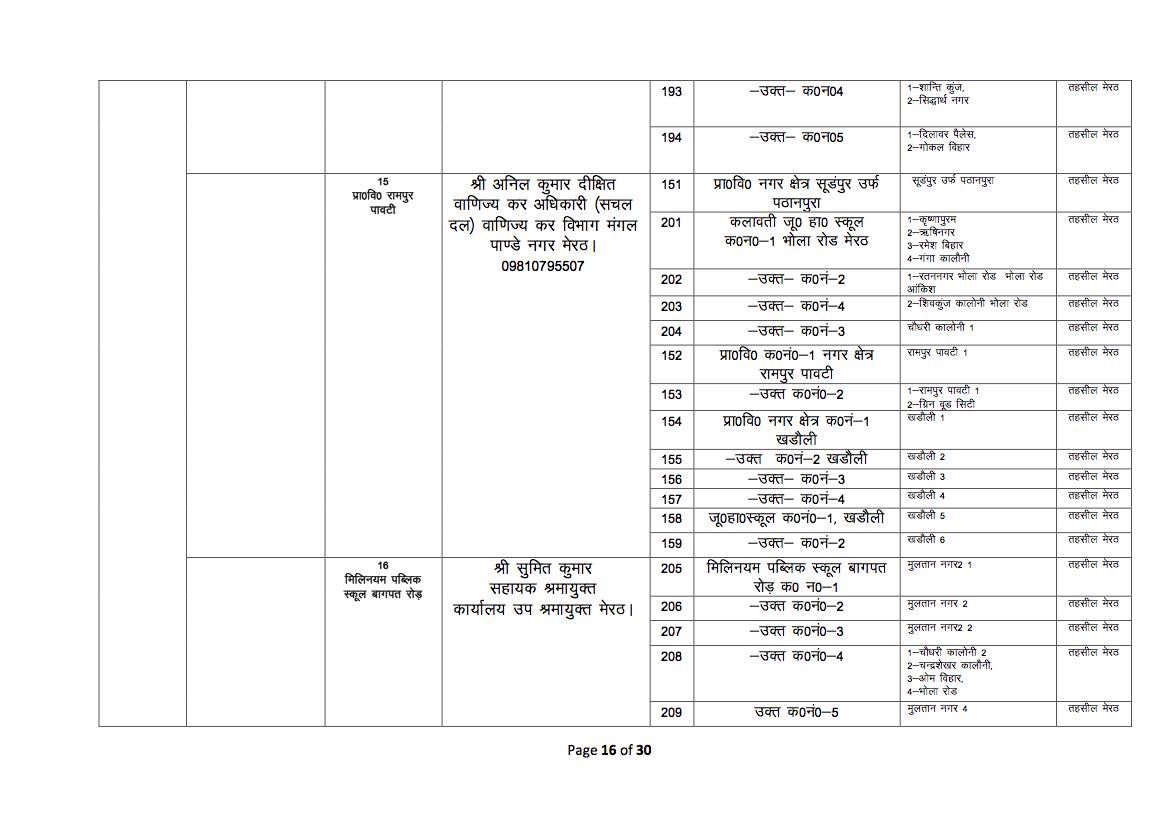 193 –उक्त– क0न04 1–शान्ति कुंज, तहसील मेरठ
2–सिद्धार्थ नगर
194 –उक्त– क0न05 1–दिलावर पैलेस, तहसील मेरठ
2–गोकल विहार
15
प्रा0वि0 रामपुर
पावटी
श्री अनिल कुमार दीक्षित
वाणिज्य कर अधिकारी (सचल
दल) वाणिज्य कर विभाग मंगल
पाण्डे नगर मेरठ।
09810795507
151 प्रा0वि0 नगर क्षेत्र सूडंपुर उर्फ सूडंपुर उर्फ पठानपुरा तहसील मेरठ
पठानपुरा
201 कलावती जू0 हा0 स्कूल 1–कृष्णापुरम तहसील मेरठ
क0न0–1 भोला रोड मेरठ 2–ऋषिनगर
3–रमेश बिहार
4–गंगा कालौनी
202 –उक्त– क0नं–2 1–रतननगर भोला रोड भोला रोड तहसील मेरठ
आंकिश
203 –उक्त– क0नं–4 2–शिवकुंज कालोनी भोला रोड तहसील मेरठ
204 –उक्त– क0नं–3 चौधरी कालोनी 1 तहसील मेरठ
152 प्रा0वि0 क0नं0–1 नगर क्षेत्र रामपुर पावटी 1 तहसील मेरठ
रामपुर पावटी
153 –उक्त क0नं0–2 1–रामपुर पावटी 1 तहसील मेरठ
2–ग्रिन वूड सिटी
154 प्रा0वि0 नगर क्षेत्र क0नं–1 खडौली 1 तहसील मेरठ
खडौली
155 –उक्त क0नं–2 खडौली खडौली 2 तहसील मेरठ
156 –उक्त– क0नं–3 खडौली 3 तहसील मेरठ
157 –उक्त– क0नं–4 खडौली 4 तहसील मेरठ
158 जू0हा0स्कूल क0नं0–1, खडौली खडौली 5 तहसील मेरठ
159 –उक्त– क0नं–2 खडौली 6 तहसील मेरठ
16
मिलिनयम पब्लिक
स्कूल बागपत रोड़
श्री सुमित कुमार
सहायक श्रमायुक्त
कार्यालय उप श्रमायुक्त मेरठ।
205 मिलिनयम पब्लिक स्कूल बागपत मुलतान नगर2 1 तहसील मेरठ
रोड़ क0 न0–1
206 –उक्त क0नं0–2 मुलतान नगर 2 तहसील मेरठ
207 –उक्त क0नं0–3 मुलतान नगर2 2 तहसील मेरठ
208 –उक्त क0नं0–4 1–चौधरी कालोनी 2 तहसील मेरठ
2–चन्द्रशेखर कालौनी,
3–ओम विहार,
4–भोला रोड
209 उक्त क0नं0–5 मुलतान नगर 4 तहसील मेरठ
Page 16 of 30